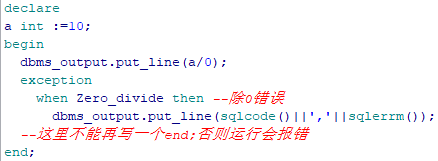 declare
a int :=10;
begin
  dbms_output.put_line(a/0);
  exception
    when Zero_divide then --除0错误
      dbms_output.put_line(sqlcode()||','||sqlerrm());
  --这里不能再写一个end;否则运行会报错
end;